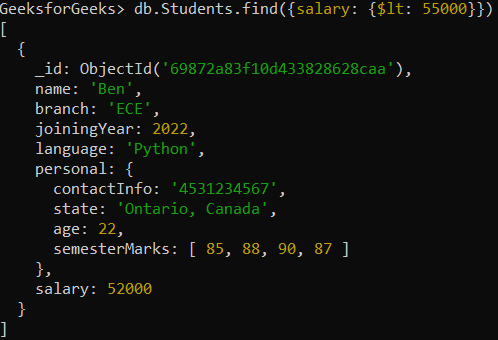 GeeksforGeeks> db.Students.find({salary: {$lt: 55000}})
[
  {
    _id: ObjectId('69872a83f10d433828628caa'),
    name: 'Ben',
    branch: 'ECE',
    joiningYear: 2022,
    language: 'Python',
    personal: {
      contactInfo: '4531234567',
      state: 'Ontario, Canada',
      age: 22,
      semesterMarks: [ 85, 88, 90, 87 ]
    },
    salary: 52000
  }
]